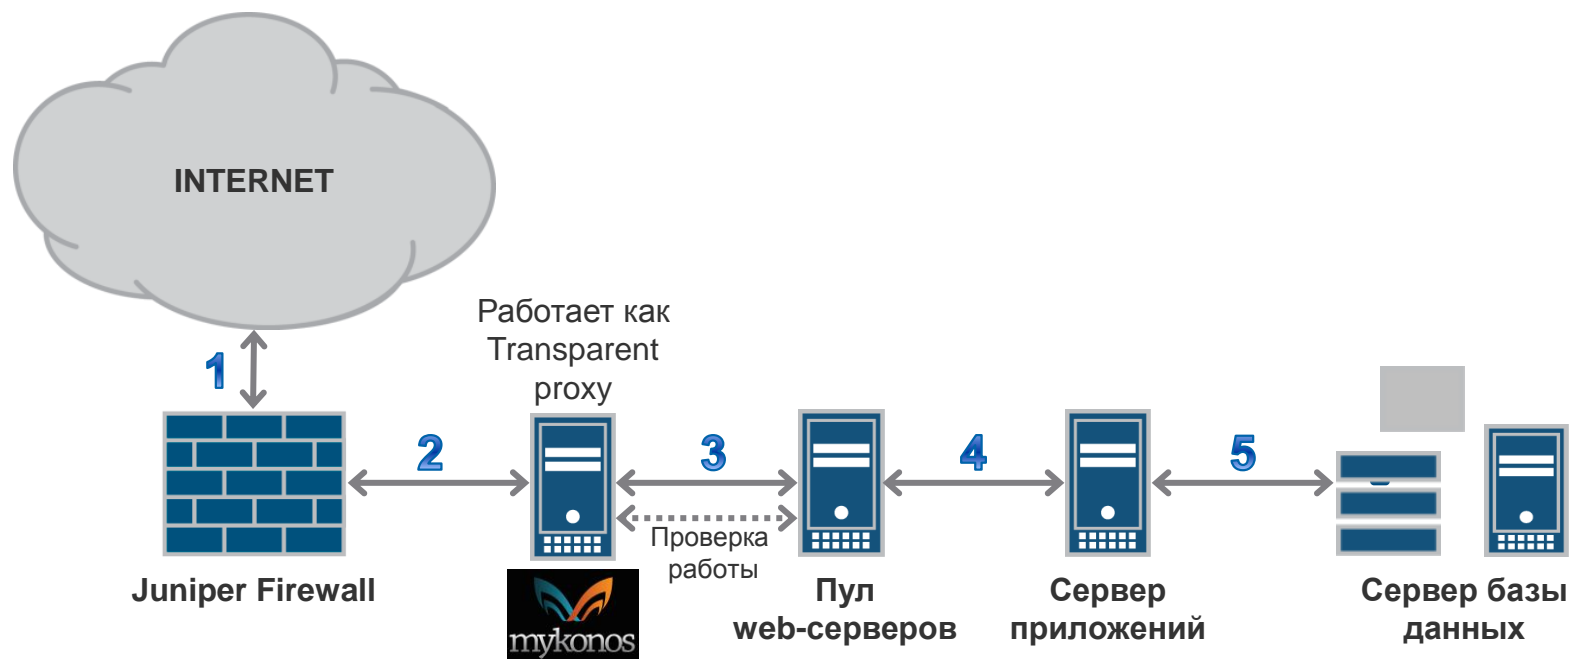 INTERNET
Работает как
Transparent
proxy
1
2
3
4
5
Проверка
работы
Juniper Firewall
mykonos
Пул
web-серверов
Сервер
приложений
Сервер базы
данных